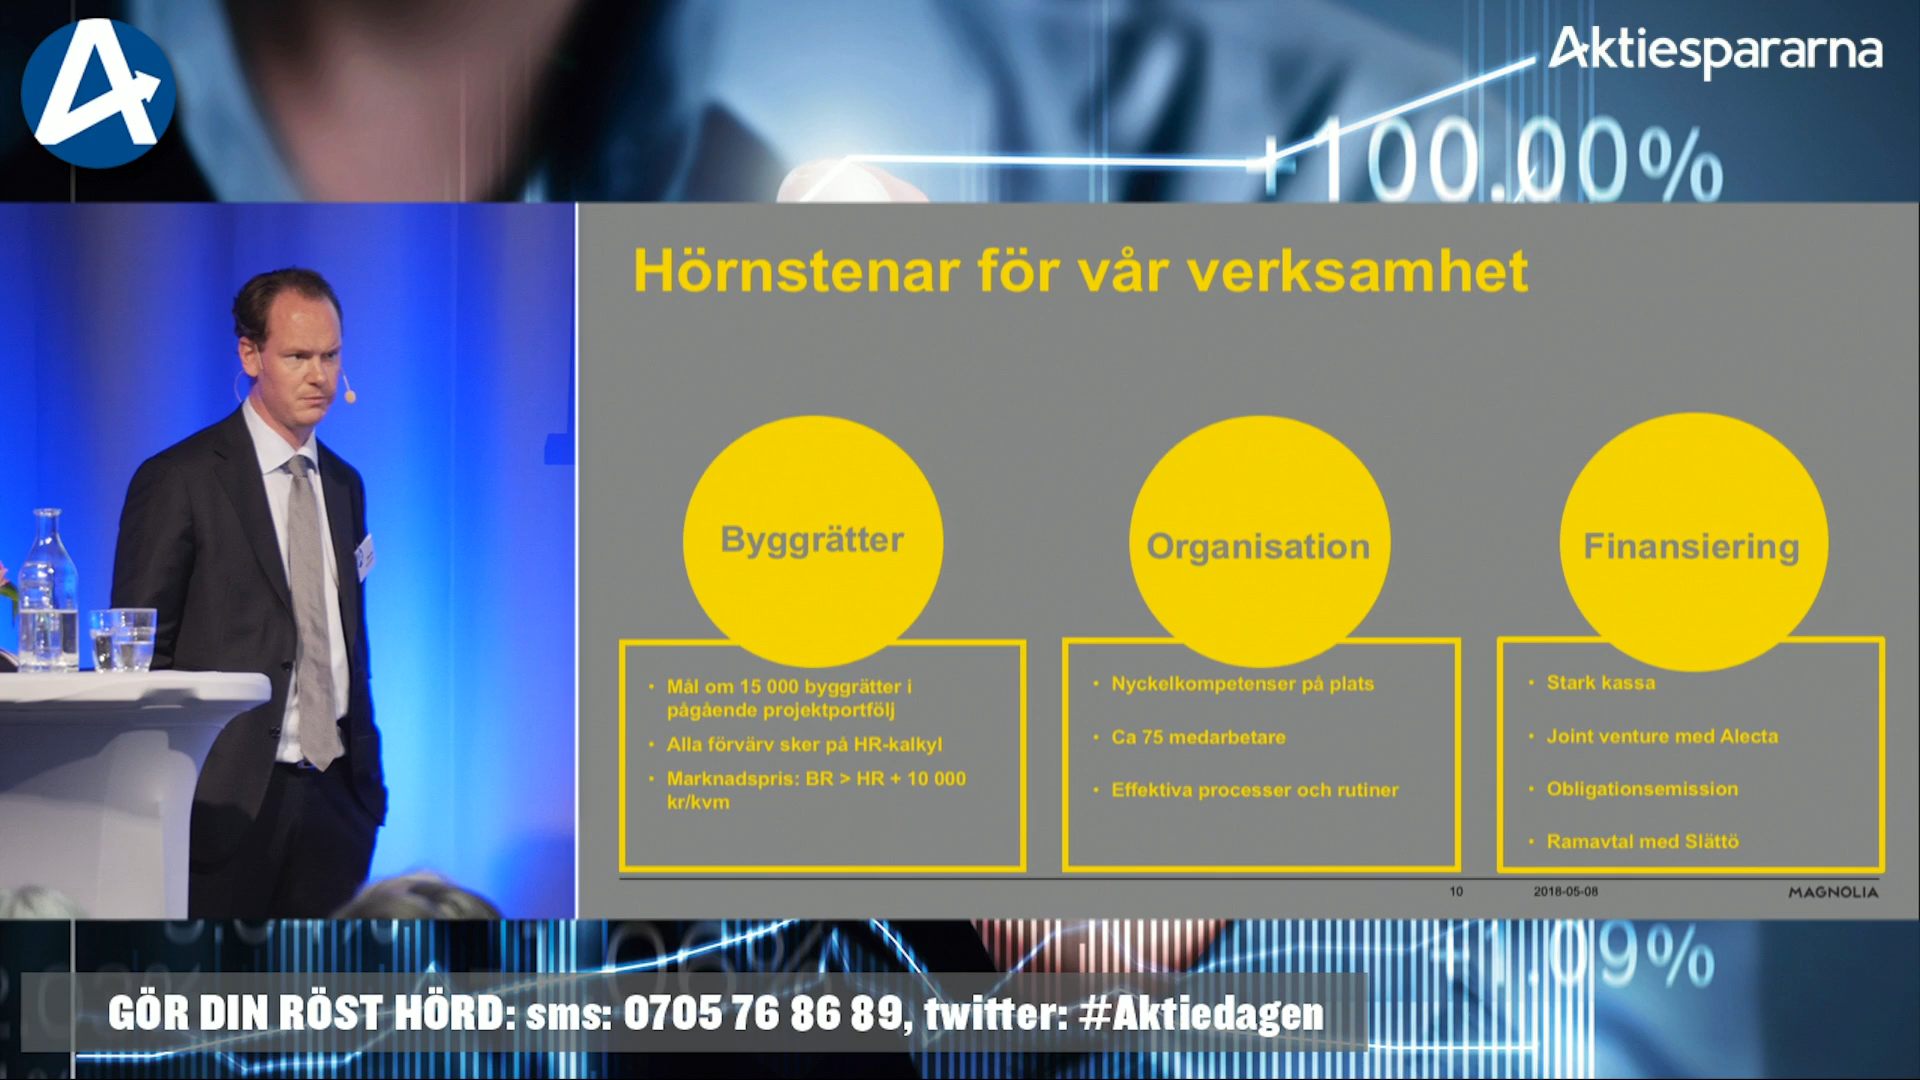 Aktiespararna
+100.00%
Hörnstenar för vår verksamhet
Byggrätter
Organisation
Finansiering
• Mål om 15 000 byggrätter i
pågående projektportfölj
• Alla förvärv sker på HR-kalkyl
• Marknadspris: BR > HR + 10 000
kr/kvm
• Nyckelkompetenser på plats
• Ca 75 medarbetare
• Effektiva processer och rutiner
• Stark kassa
• Joint venture med Alecta
• Obligationsemission
• Ramavtal med Slättö
10
2018-05-08
MAGNOLIA
GÖR DIN RÖST HÖRD: sms: 0705 76 86 89, twitter: #Aktiedagen